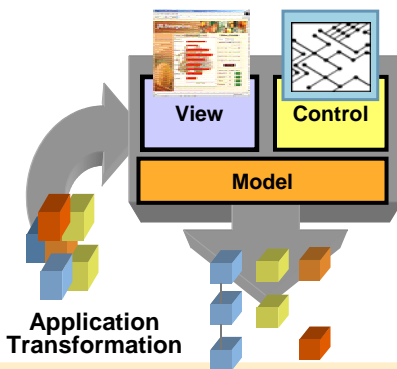 View
Control
Model
Application
Transformation